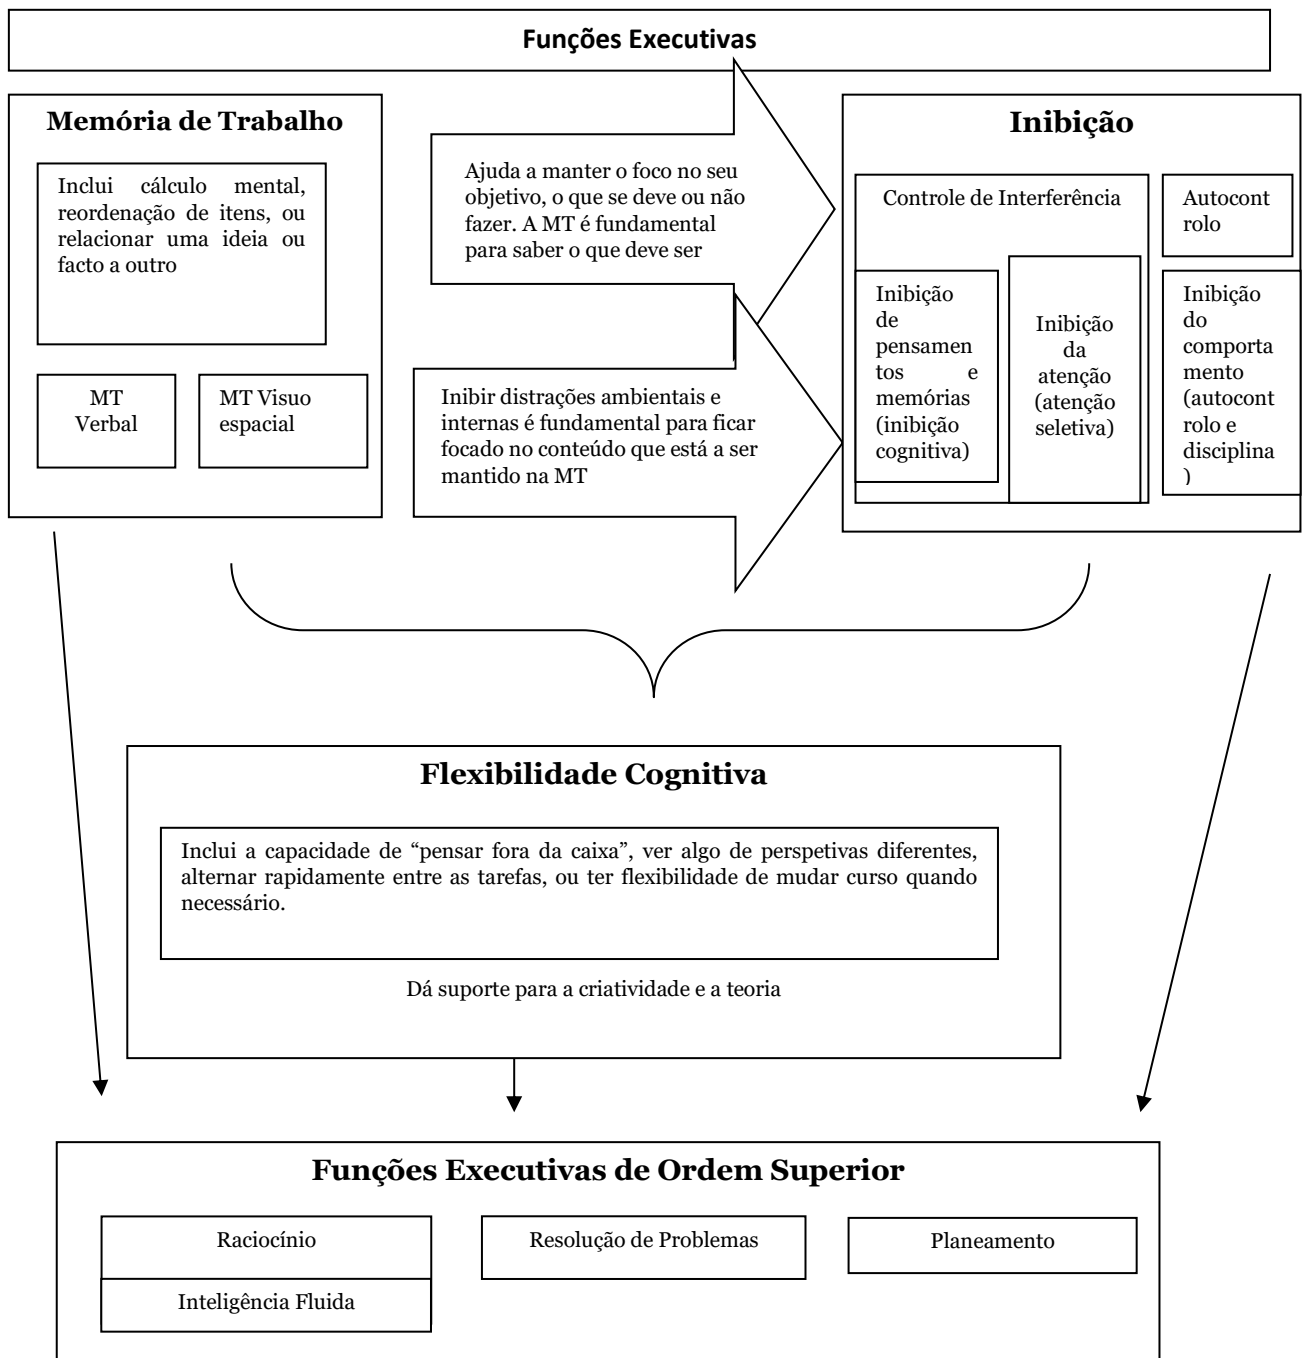 Funções Executivas
Memória de Trabalho
Inclui cálculo mental,
reordenação de itens, ou
relacionar uma ideia ou
facto a outro
MT
Verbal
MT Visuo
espacial
Ajuda a manter o foco no seu
objetivo, o que se deve ou não
fazer. A MT é fundamental
para saber o que deve ser
Inibir distrações ambientais e
internas é fundamental para ficar
focado no conteúdo que está a ser
mantido na MT
Inibição
Controle de Interferência
Autocont
rolo
Inibição
de
pensamen
tos e
memórias
(inibição
cognitiva)
Inibição
da
atenção
(atenção
seletiva)
Inibição
do
comporta
mento
(autocont
rolo e
disciplina
)
Flexibilidade Cognitiva
Inclui a capacidade de “pensar fora da caixa”, ver algo de perspetivas diferentes,
alternar rapidamente entre as tarefas, ou ter flexibilidade de mudar curso quando
necessário.
Dá suporte para a criatividade e a teoria
Funções Executivas de Ordem Superior
Raciocínio
Inteligência Fluida
Resolução de Problemas
Planeamento